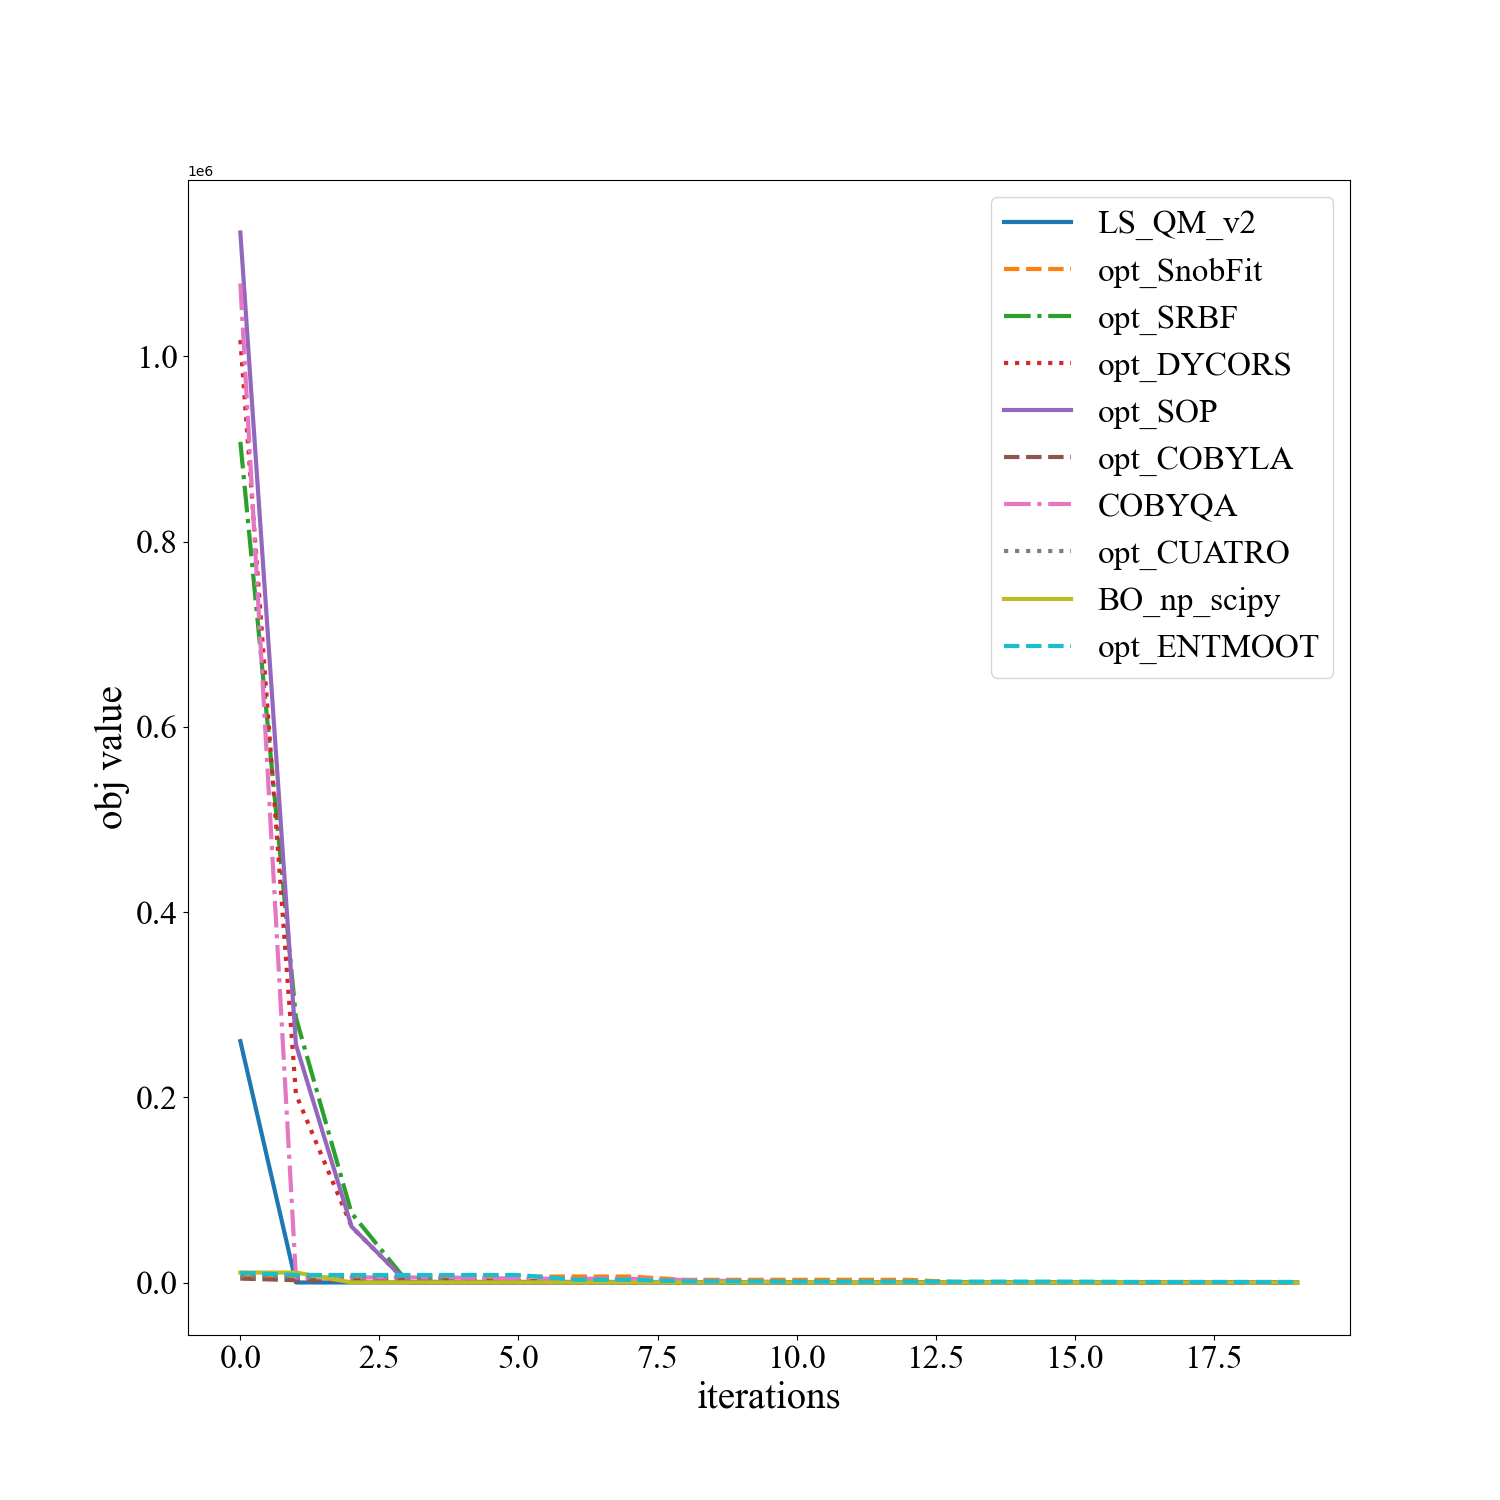 1e6
1.0
0.8
0.6
0.4
0.2
0.0
obj value
0.0 2.5 5.0 7.5 10.0 12.5 15.0 17.5
iterations
LS_QM_v2
opt_SnobFit
opt_SRBF
opt_DYCORS
opt_SOP
opt_COBYLA
COBYQA
opt_CUATRO
BO_np_scipy
opt_ENTMOOT